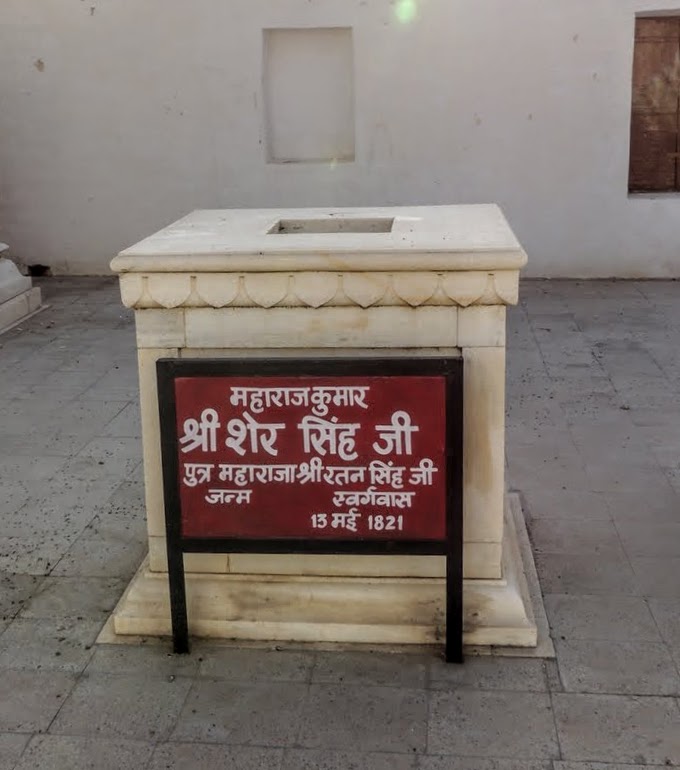 महाराजकुमार
श्री शेर सिंह जी
पुत्र महाराजा श्री रतन सिंह जी
जन्म स्वर्गवास
13 मई 1821